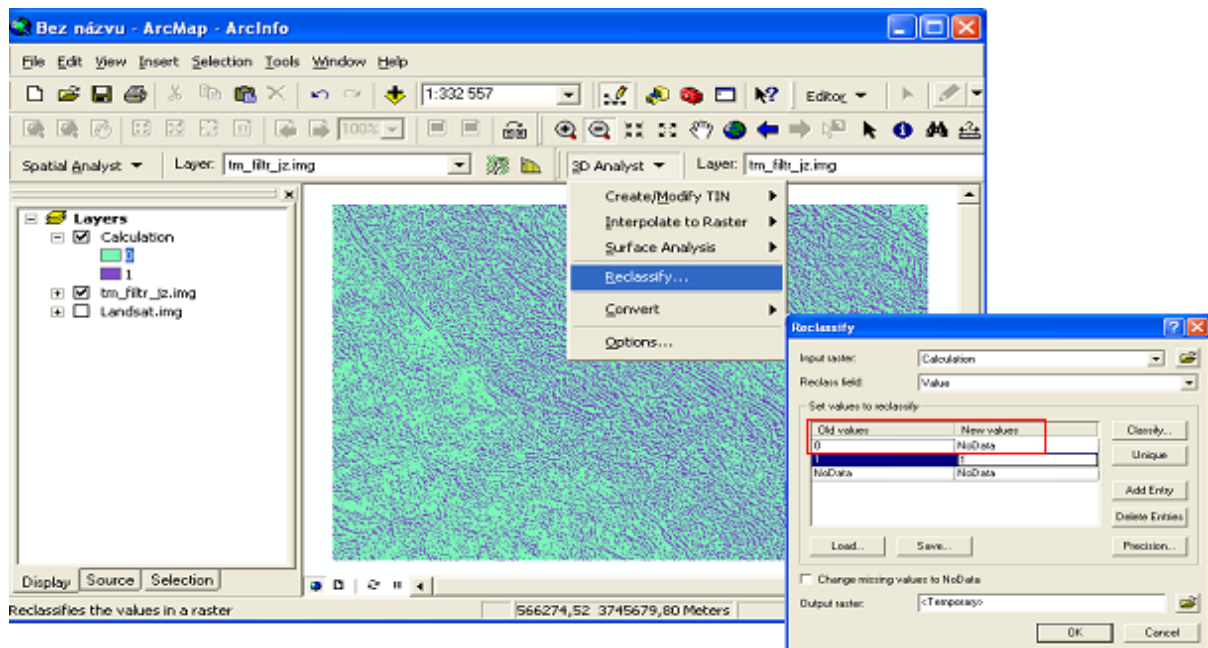 Bez názvu - ArcMap - ArcInfo
File Edit View Insert Selection Tools Window Help
1:332 557 Editor
100%
Spatial Analyst Layer: tm_filtr_jz.img 3D Analyst Layer: tm_filtr_jz.img
Create/Modify TIN
Interpolate to Raster
Surface Analysis
Reclassify...
Convert
Options...
Layers
Calculation
0
1
tm_filtr_jz.img
Landsat.img
Display Source Selection
Reclassifies the values in a raster 566274,52 3745679,80 Meters
Reclassify
Input raster: Calculation
Reclass field: Value
Set values to reclassify
Old values New values Classify...
0 NoData
1 1 Unique
NoData NoData
Add Entry
Delete Entries
Load... Save... Precision...
Change missing values to NoData
Output raster: <Temporary>
OK Cancel